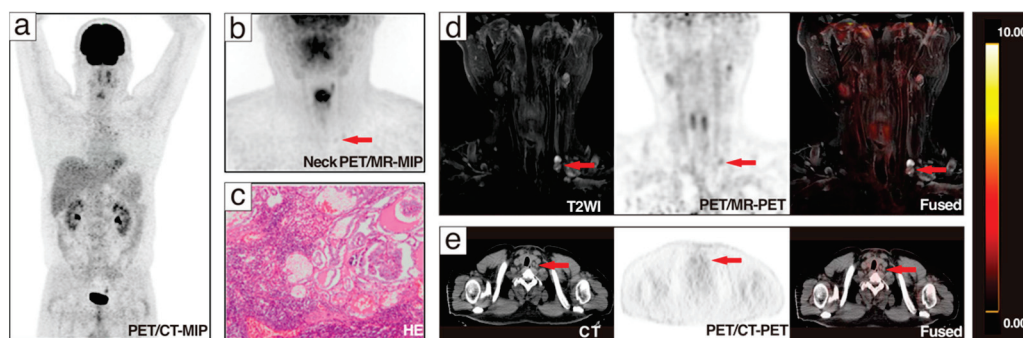 a
PET/CT-MIP
b
Neck PET/MR-MIP
c
HE
d
T2WI
PET/MR-PET
Fused
e
CT
PET/CT-PET
Fused
10.00
0.00